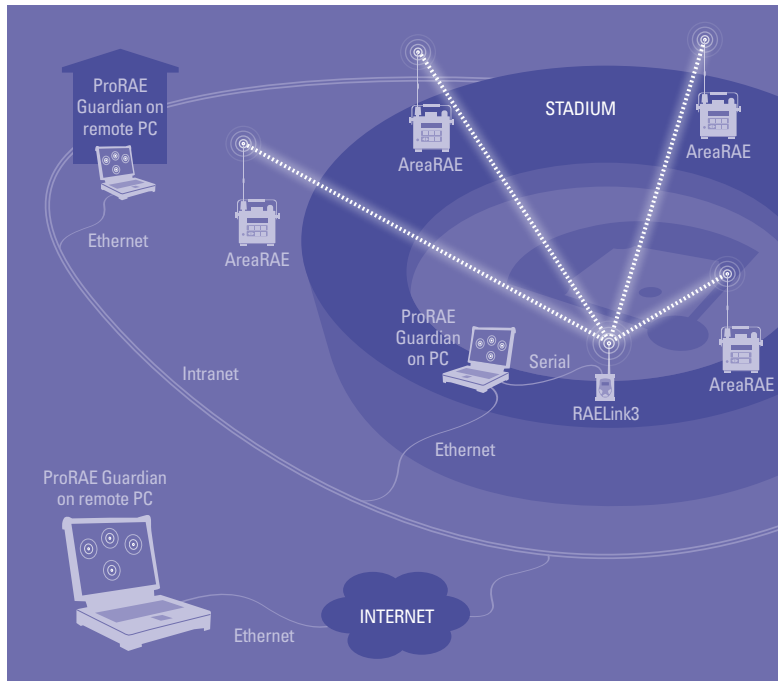 ProRAE
Guardian on
remote PC
STADIUM
AreaRAE
AreaRAE
Ethernet
AreaRAE
ProRAE
Guardian
on PC
Serial
Intranet
AreaRAE
RAELink3
Ethernet
ProRAE Guardian
on remote PC
INTERNET
Ethernet